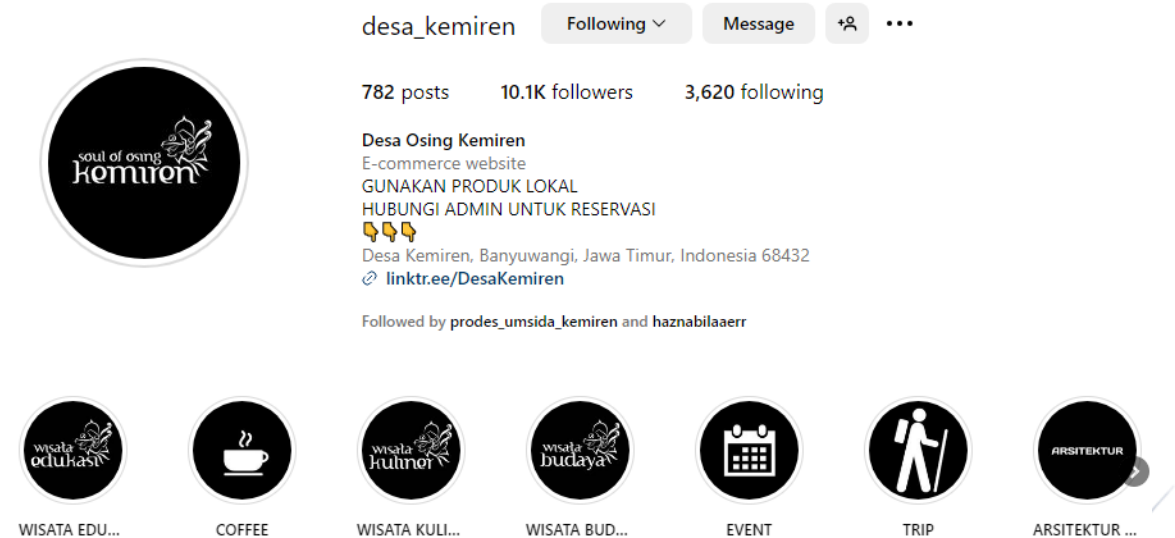 desa_kemiren Following Message
782 posts 10.1K followers 3,620 following
Desa Osing Kemiren
E-commerce website
GUNAKAN PRODUK LOKAL
HUBUNGI ADMIN UNTUK RESERVASI
👇👇👇
Desa Kemiren, Banyuwangi, Jawa Timur, Indonesia 68432
linktr.ee/DesaKemiren
Followed by prodes_umsida_kemiren and haznabilaaerr
soul of osing
kemiren
wisata
edukasi
wisata
kuliner
wisata
budaya
ARSITEKTUR
WISATA EDU... COFFEE WISATA KULI... WISATA BUD... EVENT TRIP ARSITEKTUR ...